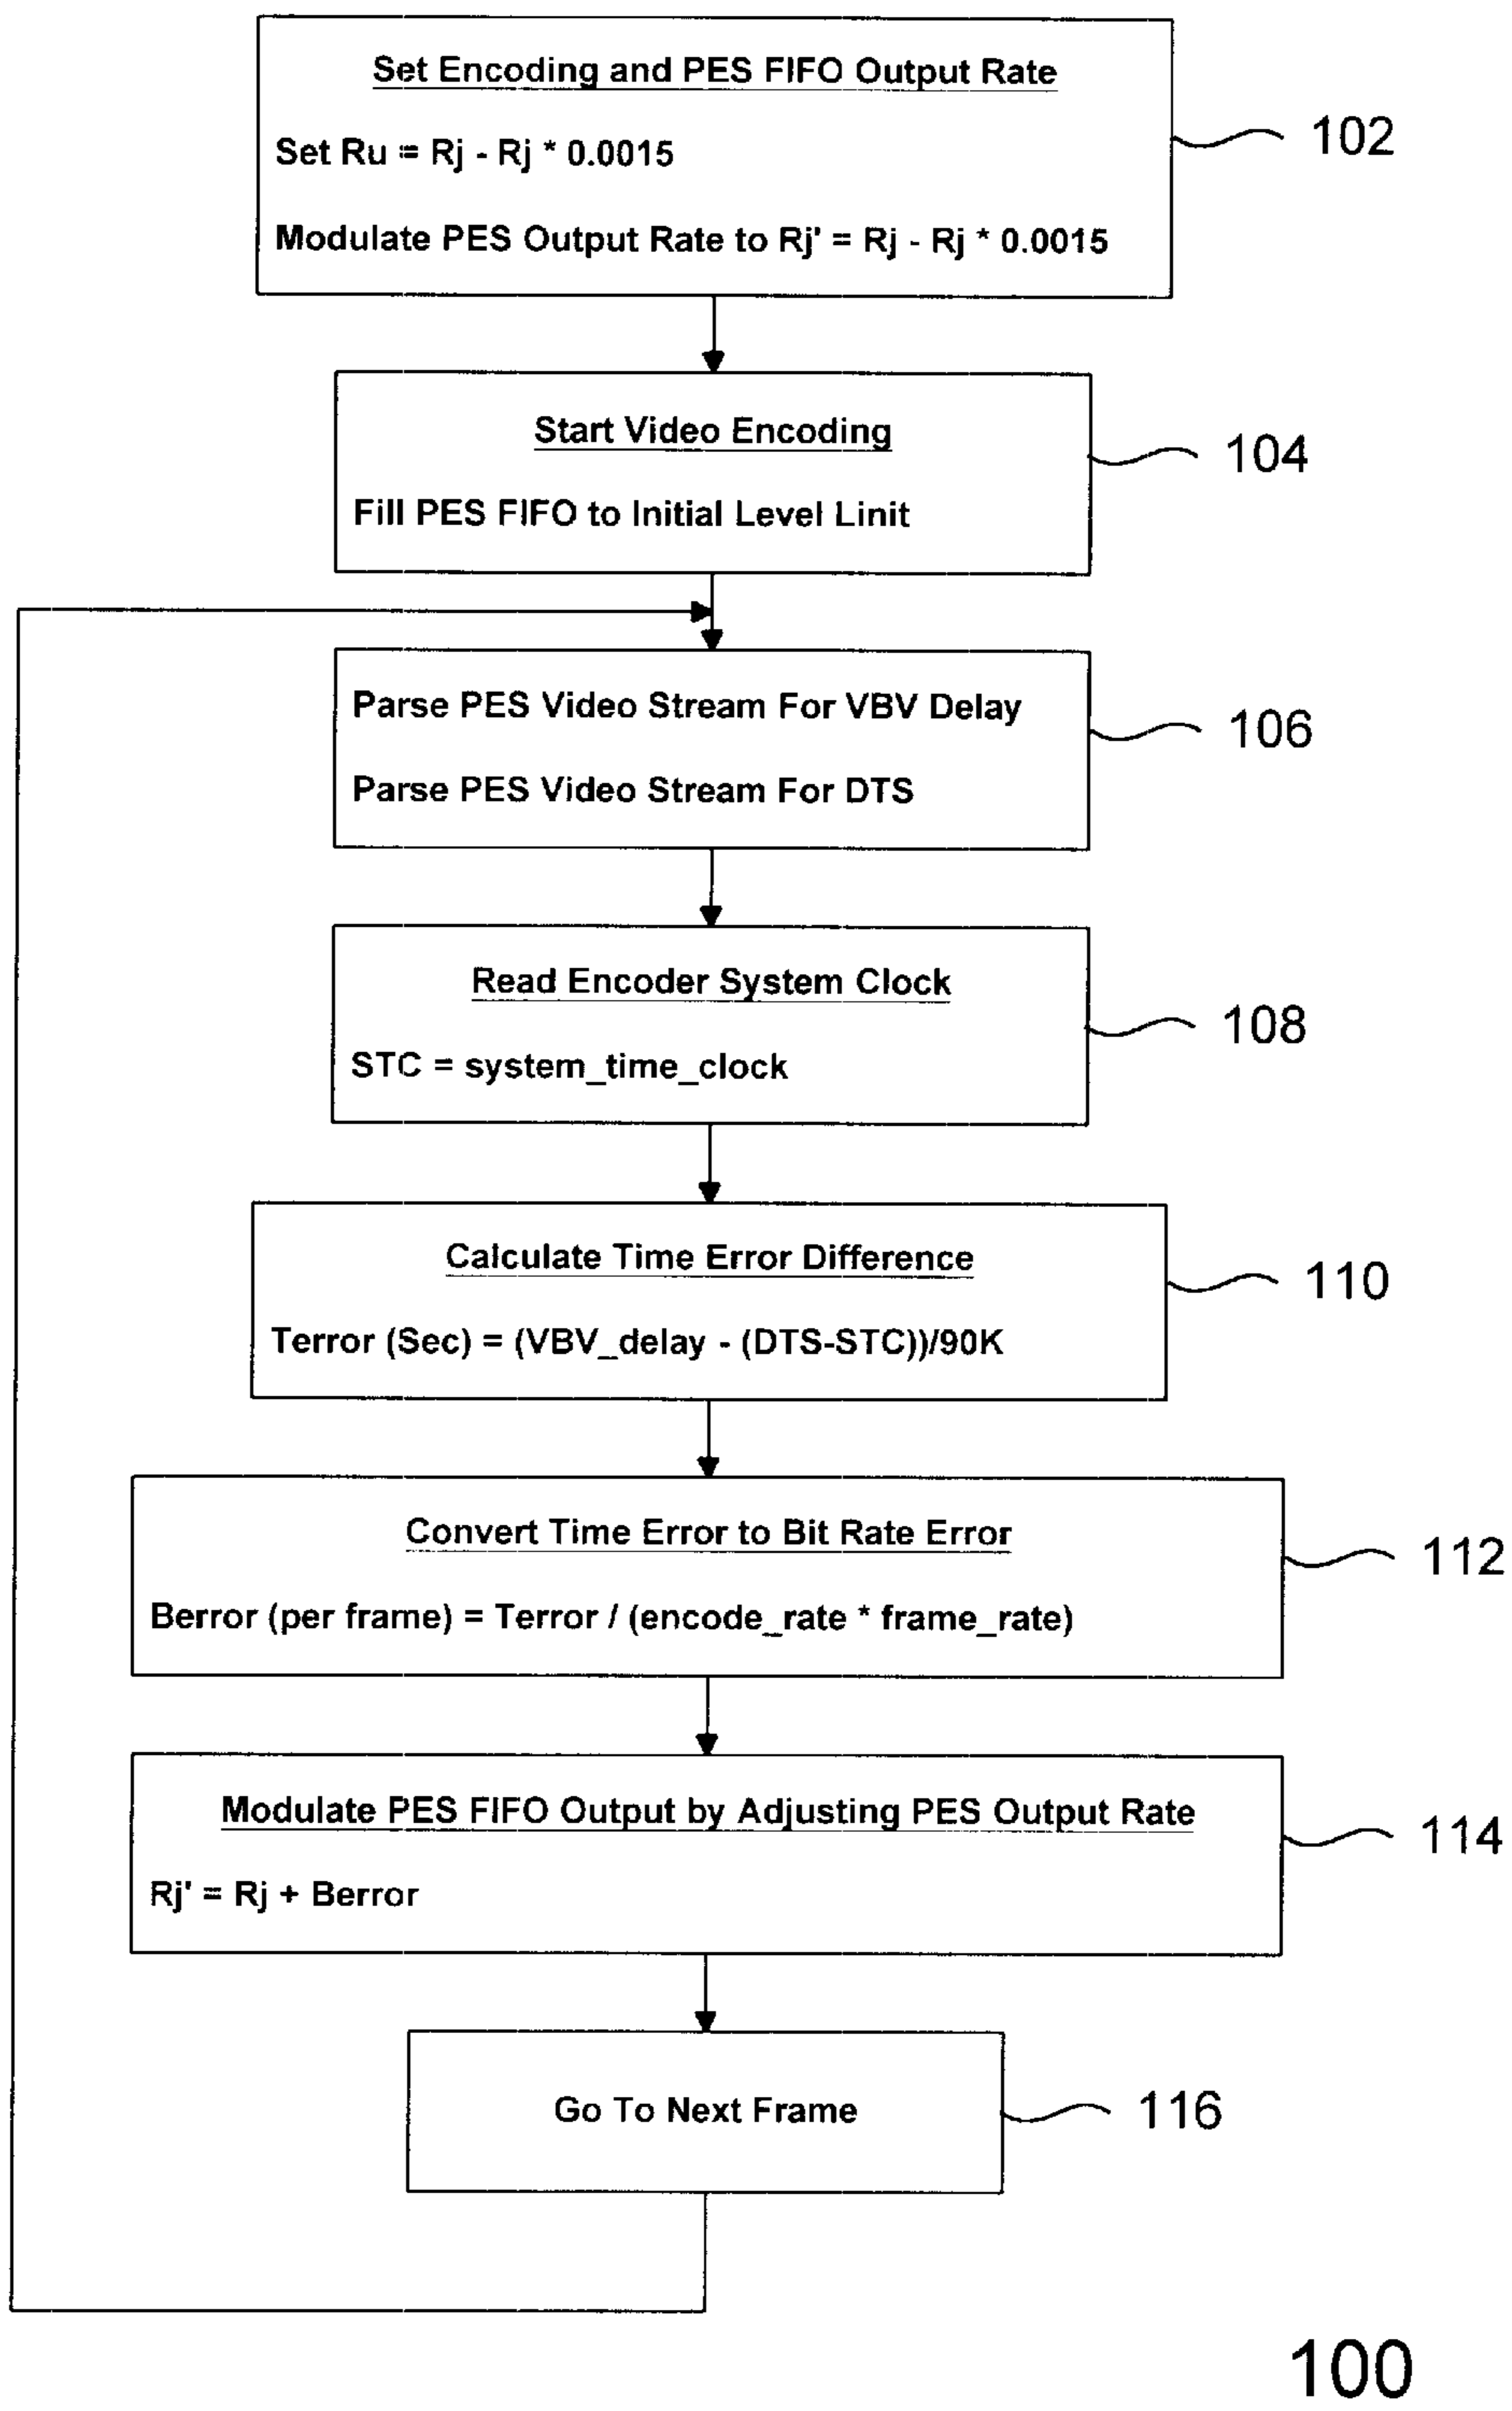 Set Encoding and PES FIFO Output Rate
Set Ru = Rj - Rj * 0.0015
Modulate PES Output Rate to Rj' = Rj - Rj * 0.0015
102
Start Video Encoding
Fill PES FIFO to Initial Level Linit
104
Parse PES Video Stream For VBV Delay
Parse PES Video Stream For DTS
106
Read Encoder System Clock
STC = system_time_clock
108
Calculate Time Error Difference
Terror (Sec) = (VBV_delay - (DTS-STC))/90K
110
Convert Time Error to Bit Rate Error
Berror (per frame) = Terror / (encode_rate * frame_rate)
112
Modulate PES FIFO Output by Adjusting PES Output Rate
Rj' = Rj + Berror
114
Go To Next Frame
116
100